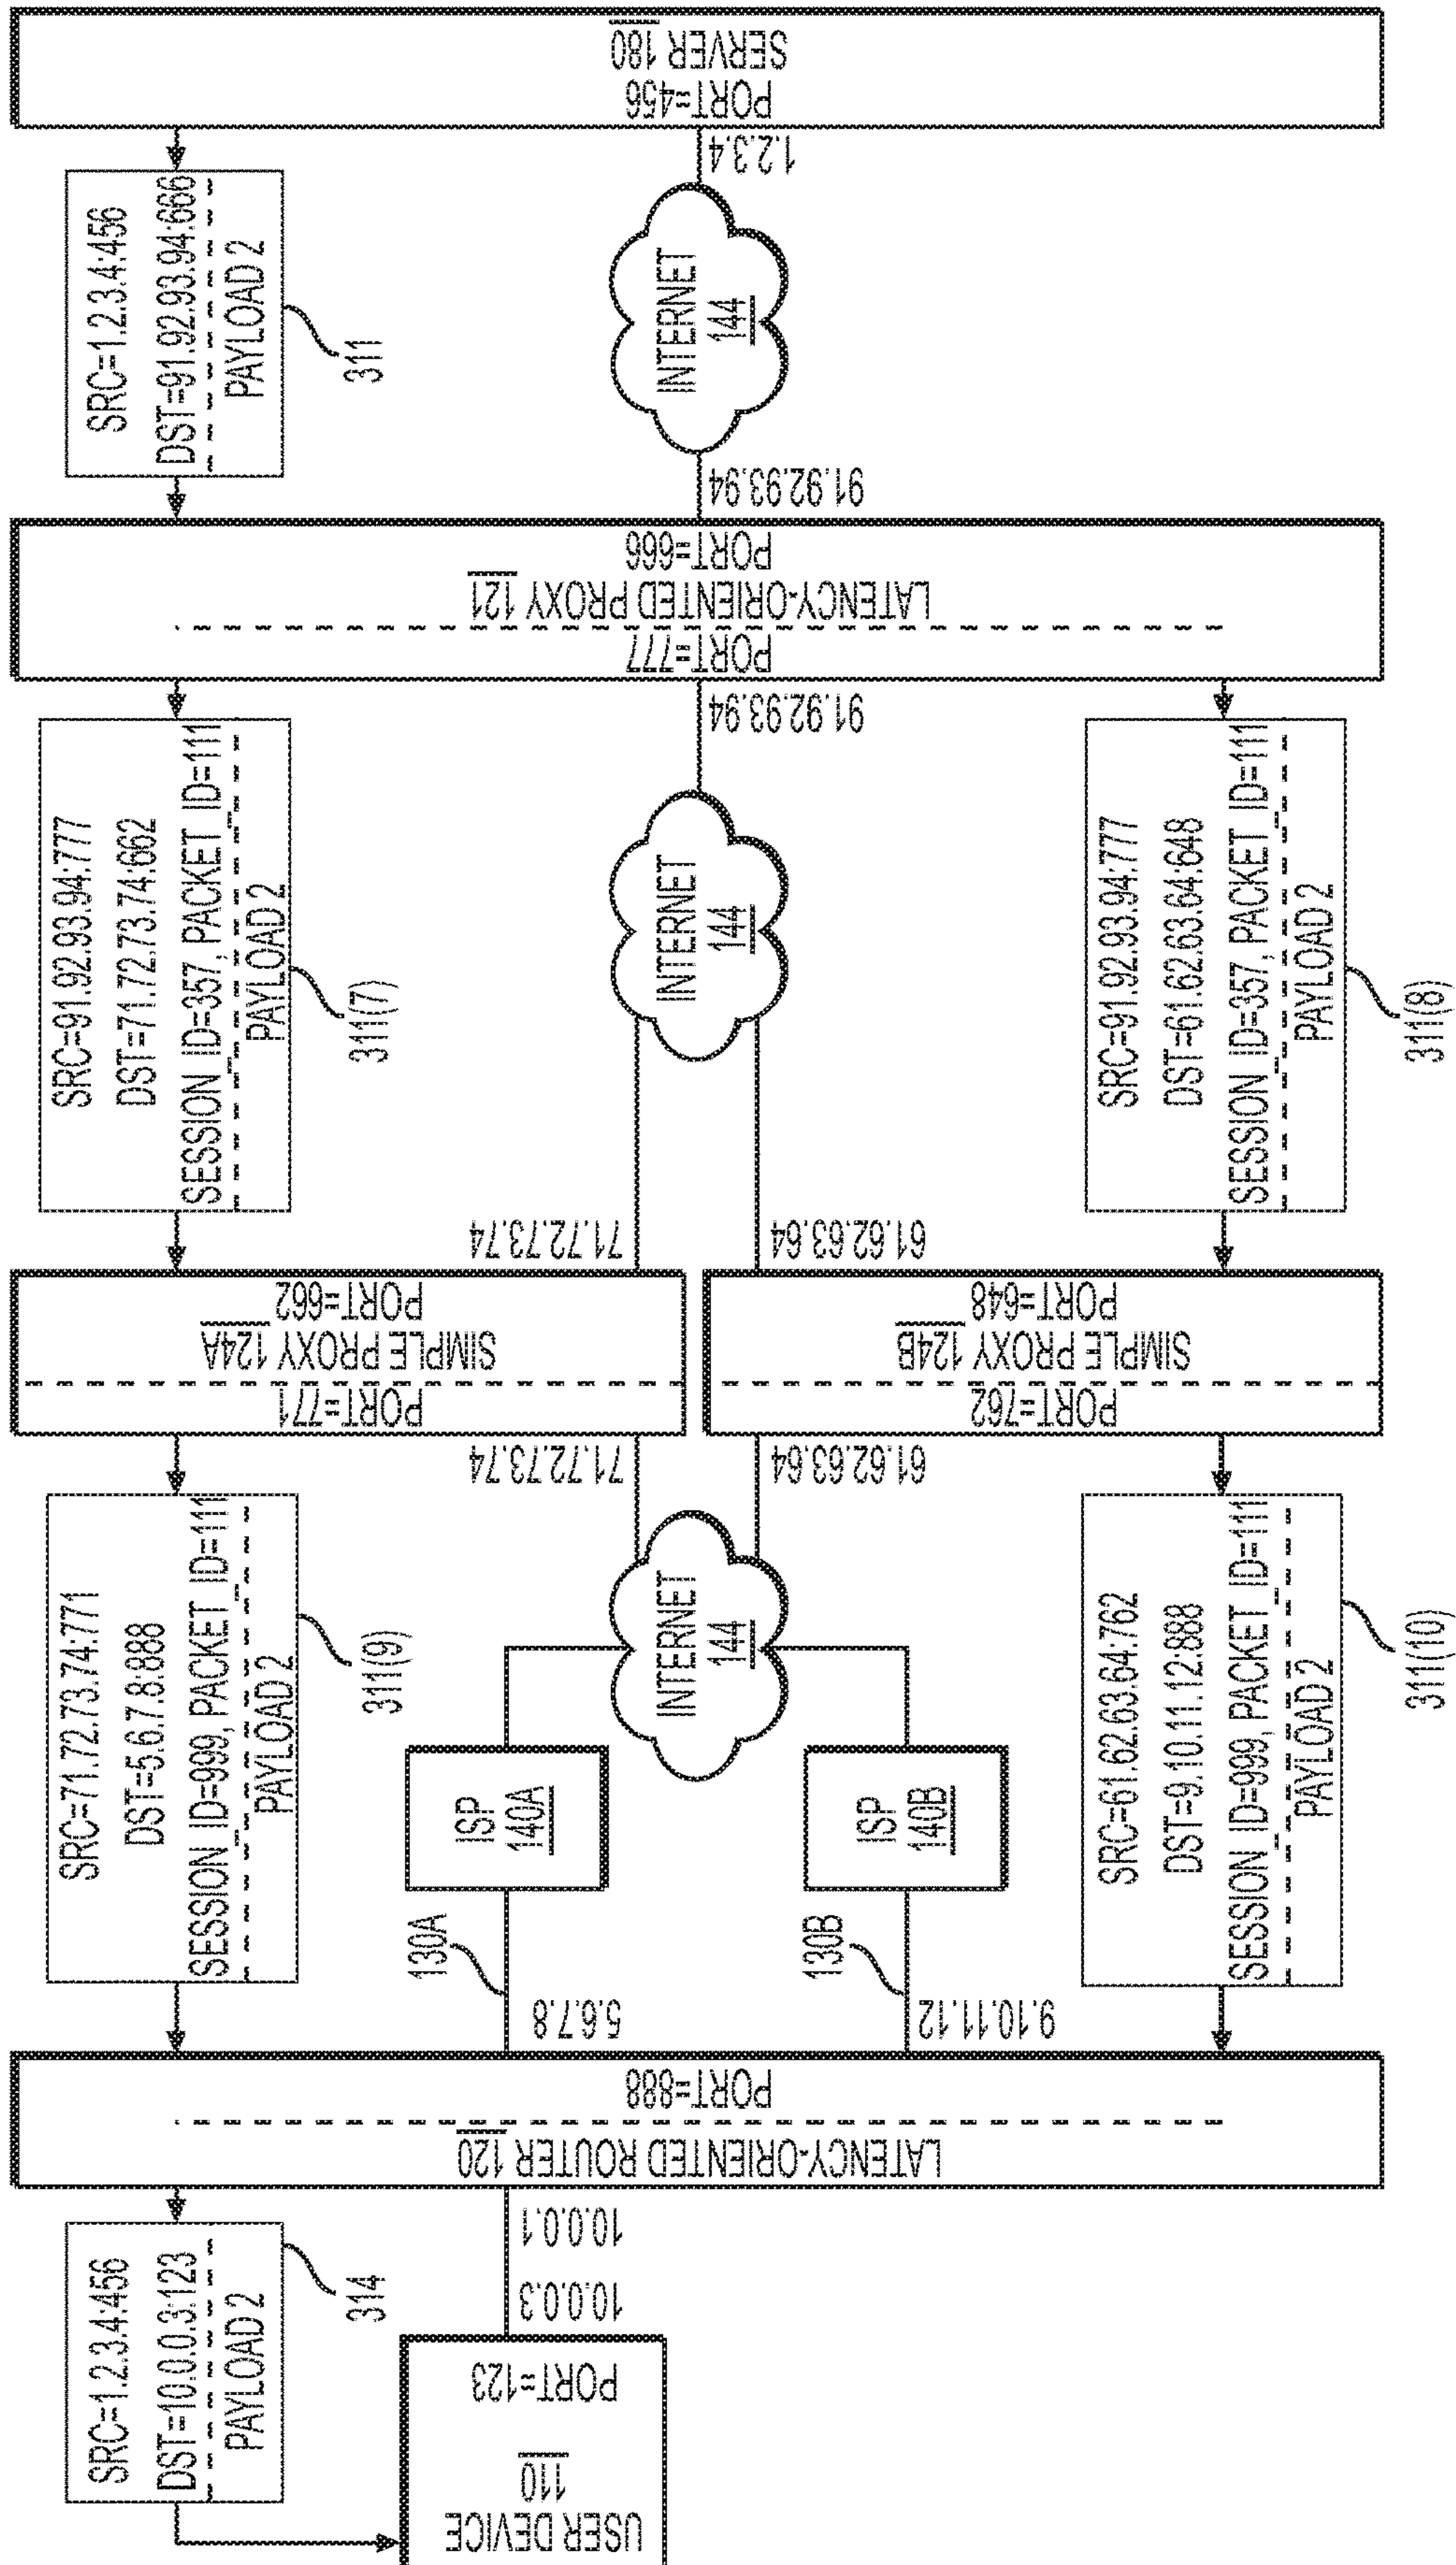 SERVER 180
PORT=456
1.2.3.4
SRC=1.2.3.4:456
DST=91.92.93.94:666
PAYLOAD 2
311
INTERNET
144
91.92.93.94
PORT=666
LATENCY-ORIENTED PROXY 121
PORT=777
91.92.93.94
SRC=91.92.93.94:777
DST=71.72.73.74:662
SESSION_ID=357, PACKET_ID=111
PAYLOAD 2
311(7)
INTERNET
144
SRC=91.92.93.94:777
DST=61.62.63.64:648
SESSION_ID=357, PACKET_ID=111
PAYLOAD 2
311(8)
71.72.73.74
61.62.63.64
PORT=662
SIMPLE PROXY 124A
PORT=771
PORT=648
SIMPLE PROXY 124B
PORT=762
71.72.73.74
61.62.63.64
SRC=71.72.73.74:771
DST=5.6.7.8:888
SESSION_ID=999, PACKET_ID=111
PAYLOAD 2
311(9)
INTERNET
144
ISP
140A
ISP
140B
130A
130B
5.6.7.8
9.10.11.12
SRC=61.62.63.64:762
DST=9.10.11.12:888
SESSION_ID=999, PACKET_ID=111
PAYLOAD 2
311(10)
PORT=888
LATENCY-ORIENTED ROUTER 120
10.0.0.1
10.0.0.3
SRC=1.2.3.4:456
DST=10.0.0.3:123
PAYLOAD 2
314
PORT=123
110
USER DEVICE